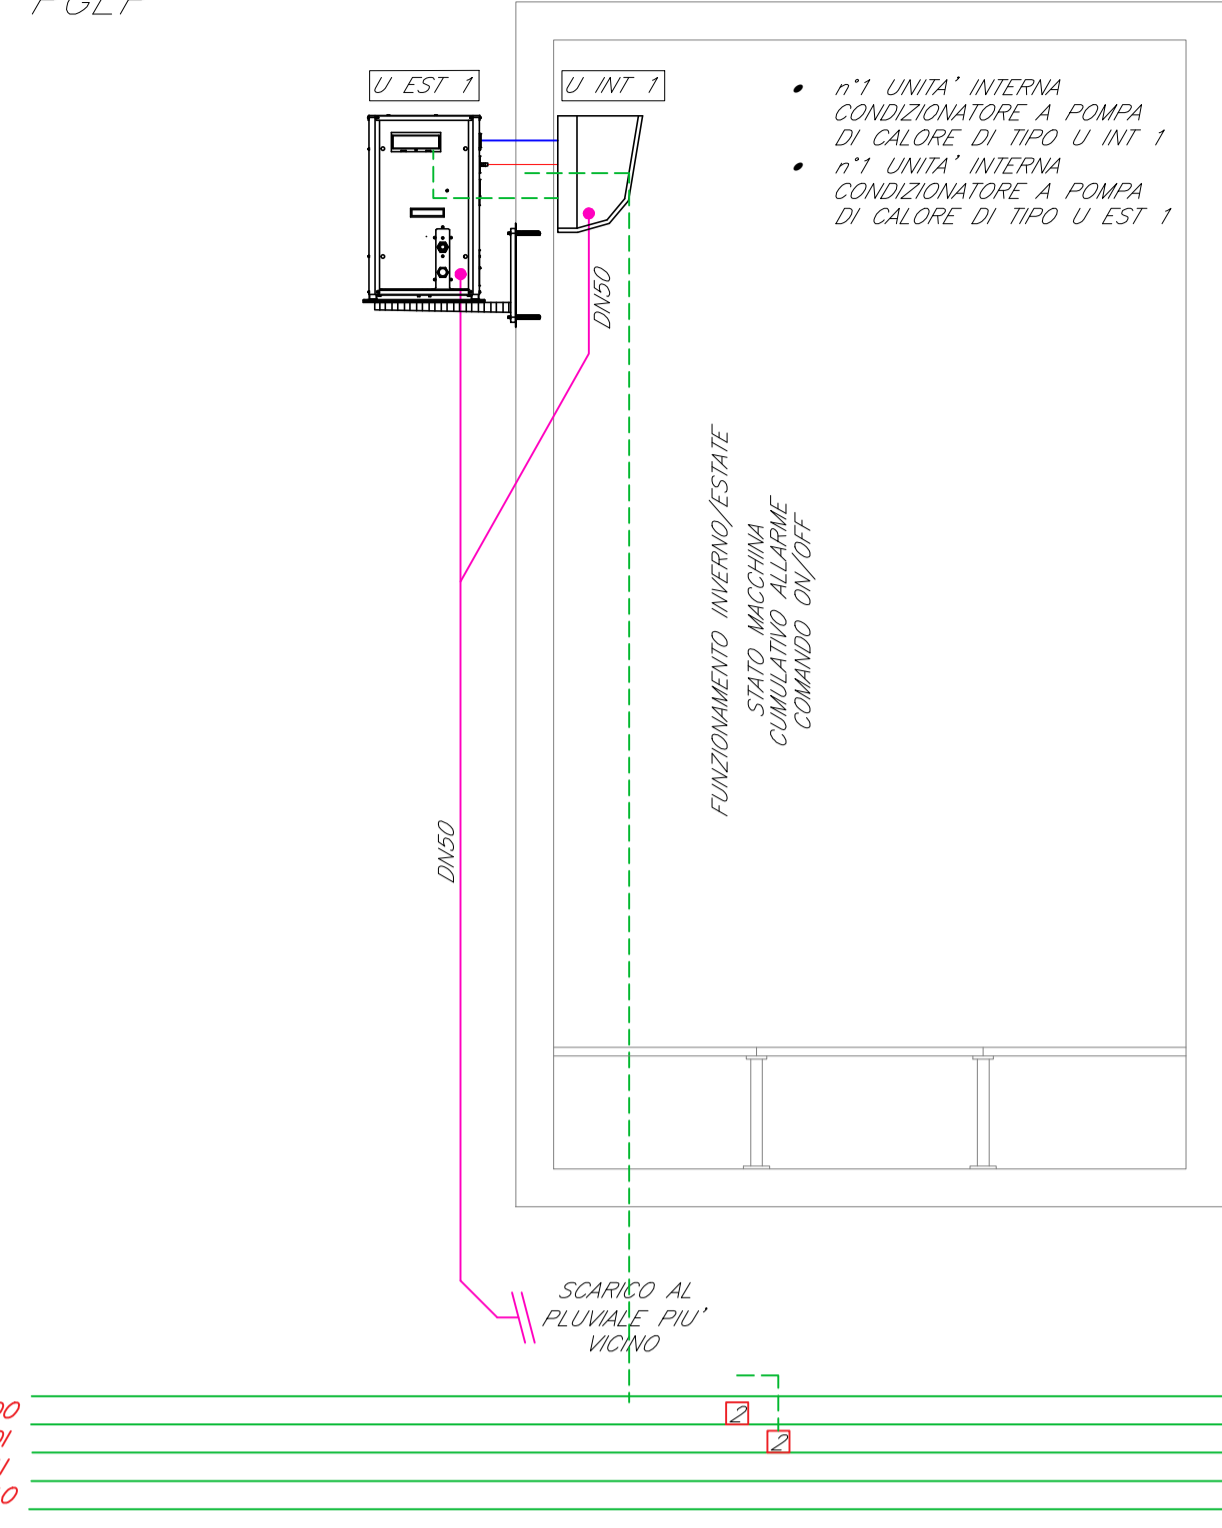 U EST 1
U INT 1
• n°1 UNITA' INTERNA
CONDIZIONATORE A POMPA
DI CALORE DI TIPO U INT 1
• n°1 UNITA' INTERNA
CONDIZIONATORE A POMPA
DI CALORE DI TIPO U EST 1
DN50
FUNZIONAMENTO INVERNO/ESTATE
STATO MACCHINA
CUMULATIVO ALLARME
COMANDO ON/OFF
DN50
SCARICO AL
PLUVIALE PIU'
VICINO
2
2